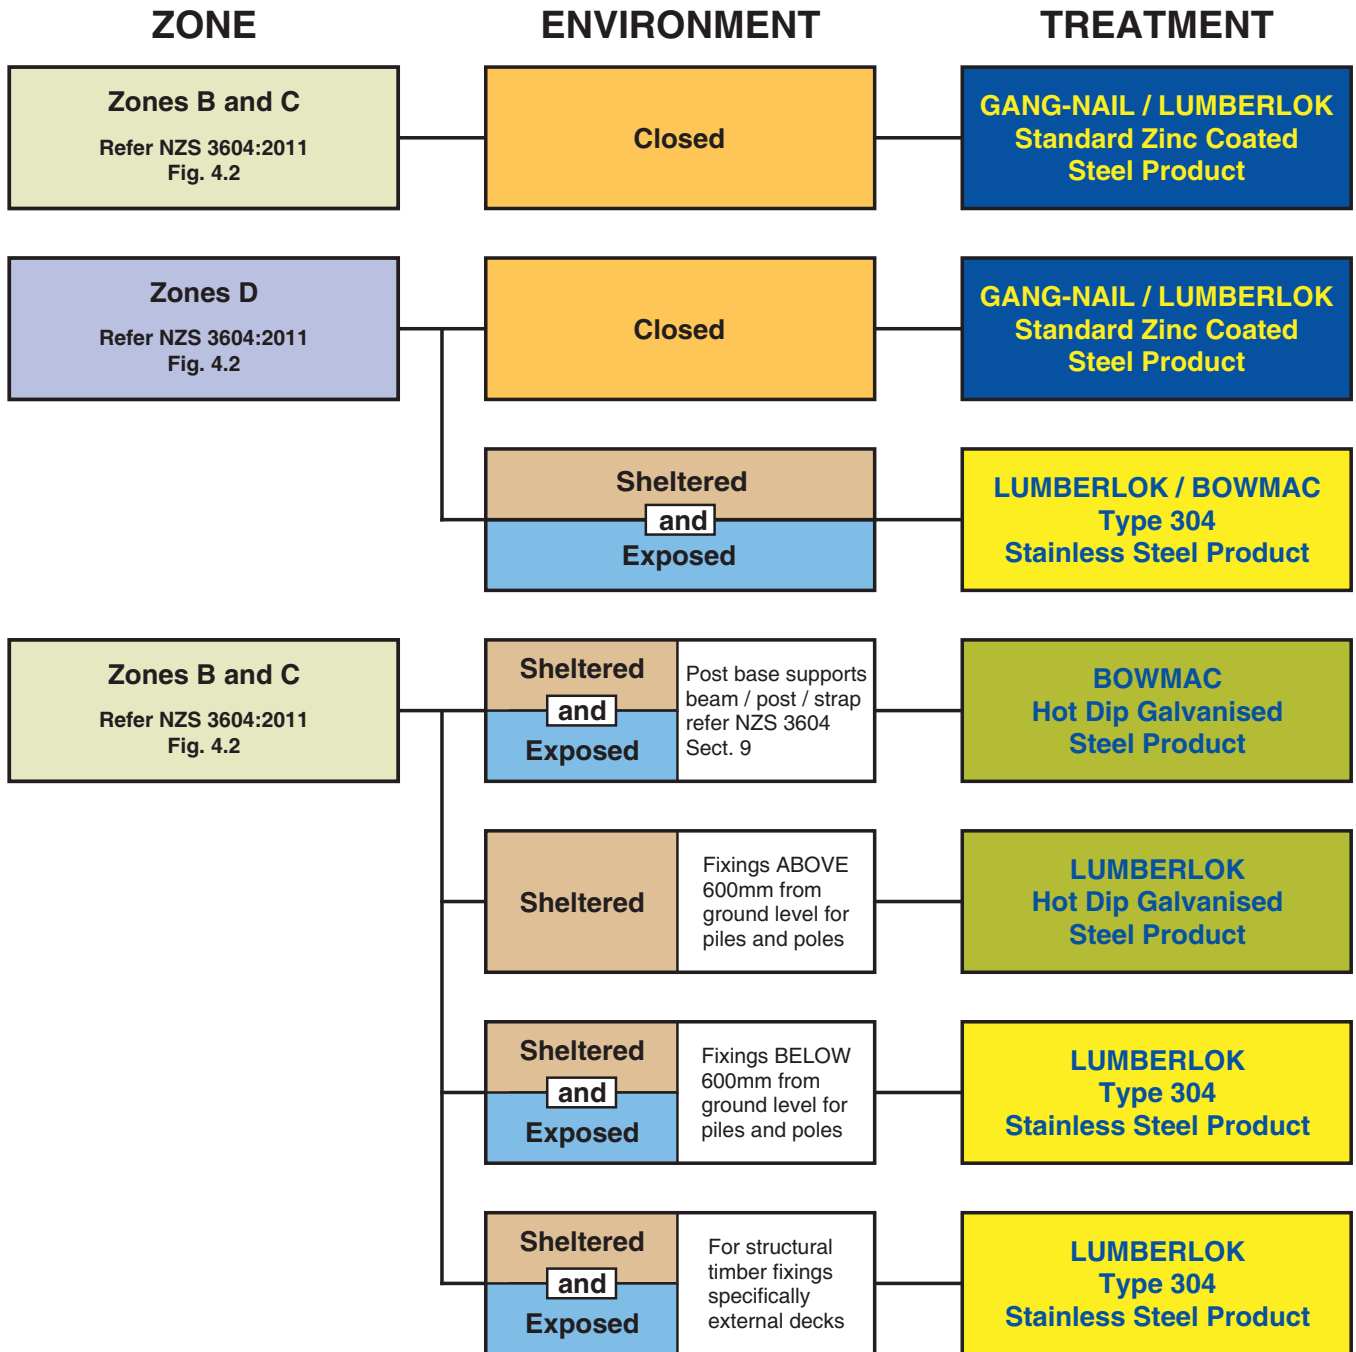 ZONE
ENVIRONMENT
TREATMENT
Zones B and C
Refer NZS 3604:2011
Fig. 4.2
Closed
GANG-NAIL / LUMBERLOK
Standard Zinc Coated
Steel Product
Zones D
Refer NZS 3604:2011
Fig. 4.2
Closed
GANG-NAIL / LUMBERLOK
Standard Zinc Coated
Steel Product
Sheltered
and
Exposed
LUMBERLOK / BOWMAC
Type 304
Stainless Steel Product
Zones B and C
Refer NZS 3604:2011
Fig. 4.2
Sheltered
and
Exposed
Post base supports
beam / post / strap
refer NZS 3604
Sect. 9
BOWMAC
Hot Dip Galvanised
Steel Product
Sheltered
Fixings ABOVE
600mm from
ground level for
piles and poles
LUMBERLOK
Hot Dip Galvanised
Steel Product
Sheltered
and
Exposed
Fixings BELOW
600mm from
ground level for
piles and poles
LUMBERLOK
Type 304
Stainless Steel Product
Sheltered
and
Exposed
For structural
timber fixings
specifically
external decks
LUMBERLOK
Type 304
Stainless Steel Product